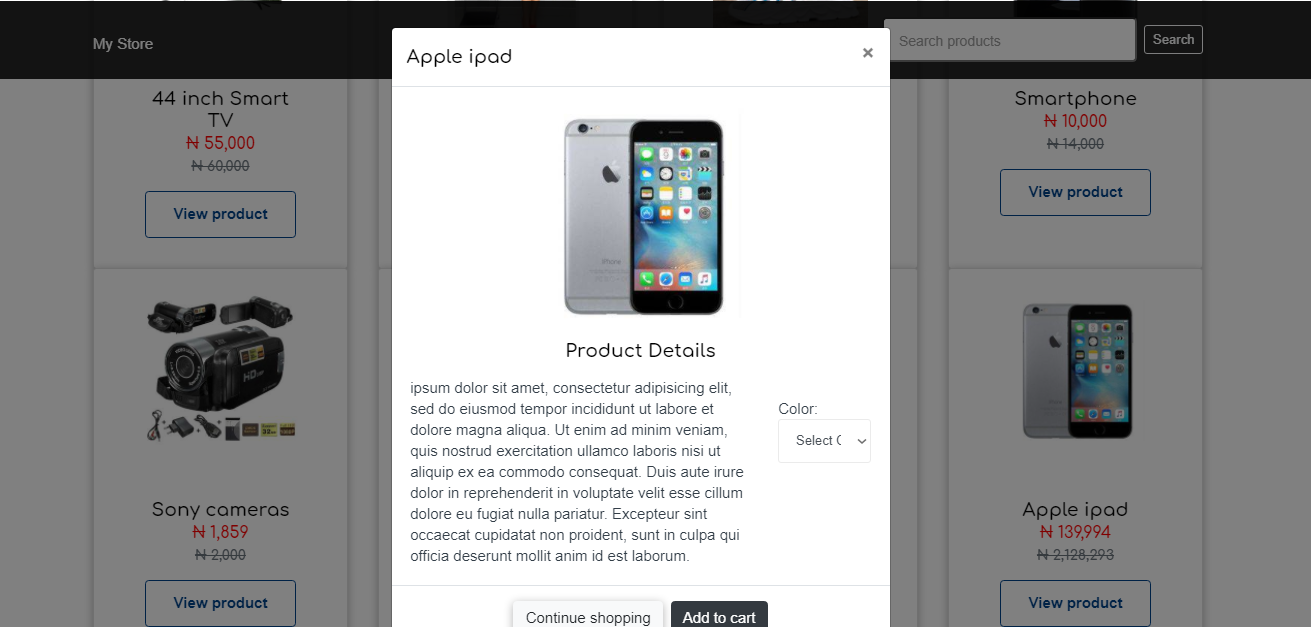 My Store
Search products
Search
Apple ipad
×
44 inch Smart
TV
₦ 55,000
₦ 60,000
View product
Smartphone
₦ 10,000
₦ 14,000
View product
iPhone
Product Details
ipsum dolor sit amet, consectetur adipisicing elit,
sed do eiusmod tempor incididunt ut labore et
dolore magna aliqua. Ut enim ad minim veniam,
quis nostrud exercitation ullamco laboris nisi ut
aliquip ex ea commodo consequat. Duis aute irure
dolor in reprehenderit in voluptate velit esse cillum
dolore eu fugiat nulla pariatur. Excepteur sint
occaecat cupidatat non proident, sunt in culpa qui
officia deserunt mollit anim id est laborum.
Color:
Select C
HD
Sony cameras
₦ 1,859
₦ 2,000
View product
Apple ipad
₦ 139,994
₦ 2,128,293
View product
Continue shopping
Add to cart